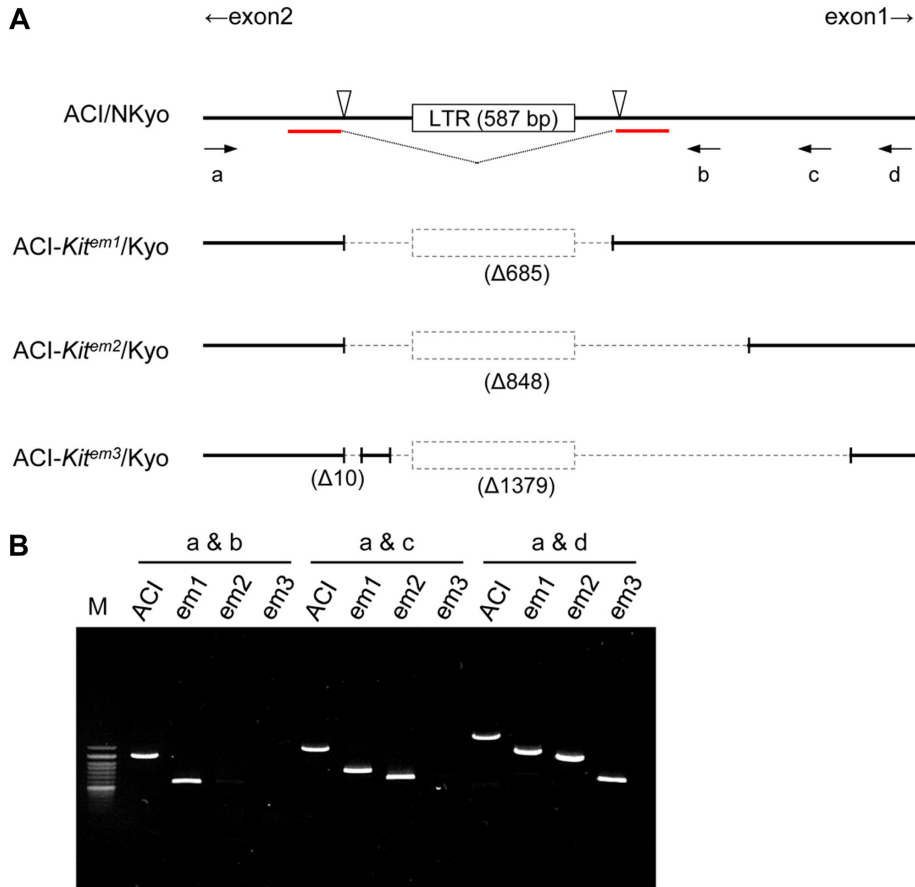 A
←exon2 exon1→
ACI/NKyo LTR (587 bp)
a b c d
ACI-Kitem1/Kyo
(Δ685)
ACI-Kitem2/Kyo
(Δ848)
ACI-Kitem3/Kyo
(Δ10) (Δ1379)
B
a & b a & c a & d
M ACI em1 em2 em3 ACI em1 em2 em3 ACI em1 em2 em3